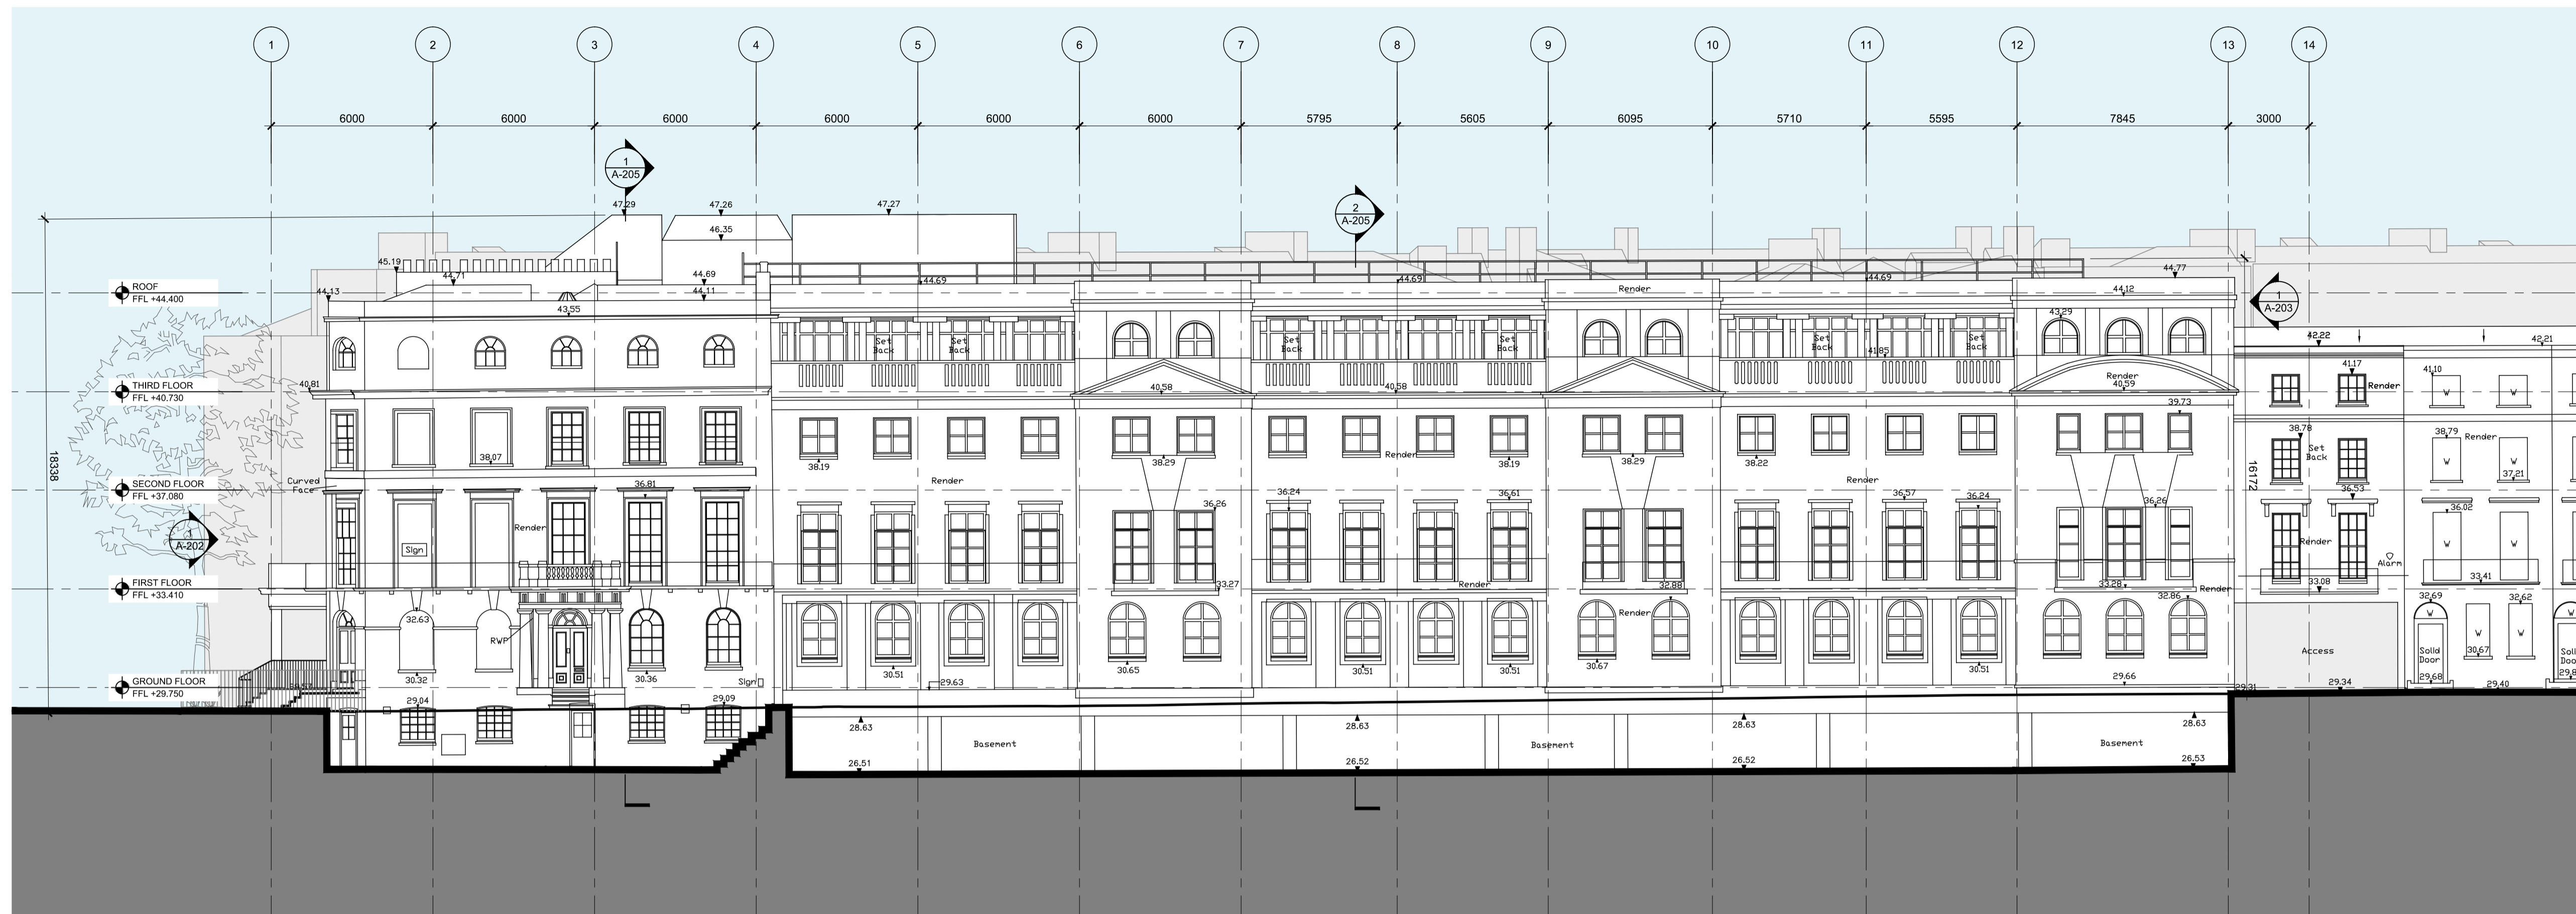 1 2 3 4 5 6 7 8 9 10 11 12 13 14
6000 6000 6000 6000 6000 6000 5795 5605 6095 5710 5595 7845 3000
1
A-205
2
A-205
47.29 47.26 47.27
46.35
45.19 44.71 44.69 44.69 44.69 44.69 44.77
ROOF
FFL +44.400
44.13 44.11 Render 44.12
1
A-203
43.55 43.29
Set
Back
Set
Back
Set
Back
Set
Back
Set
Back
Set
Back
41.85
42.22 42.21
THIRD FLOOR
FFL +40.730
40.81 40.58 40.58 Render
40.59
41.17 Render 41.10 W W
39.73
18338
38.07 38.19 38.29 Render 38.19 38.29 38.22
38.78 38.79 Render
Set
Back
W W 37.21
16172
Curved
Face
SECOND FLOOR
FFL +37.080
Render Render
36.81 36.24 36.61 36.57 36.24 36.26 36.53
36.26 36.02
Render
Sign
1
A-202
Render W W
Alarm
FIRST FLOOR
FFL +33.410
33.27 Render 32.88 33.28 Render 33.08 33.41
32.63 Render 32.86 32.69 32.62
W W W W
RWP
Access
Solid
Door
30.32 30.36 30.51 30.65 30.51 30.51 30.67 30.51 30.67
GROUND FLOOR
FFL +29.750
Sign 29.63 29.66 29.31 29.34 29.68 29.40
29.04 29.09
28.63 28.63 28.63 28.63
Basement Basement Basement
26.51 26.52 26.52 26.53